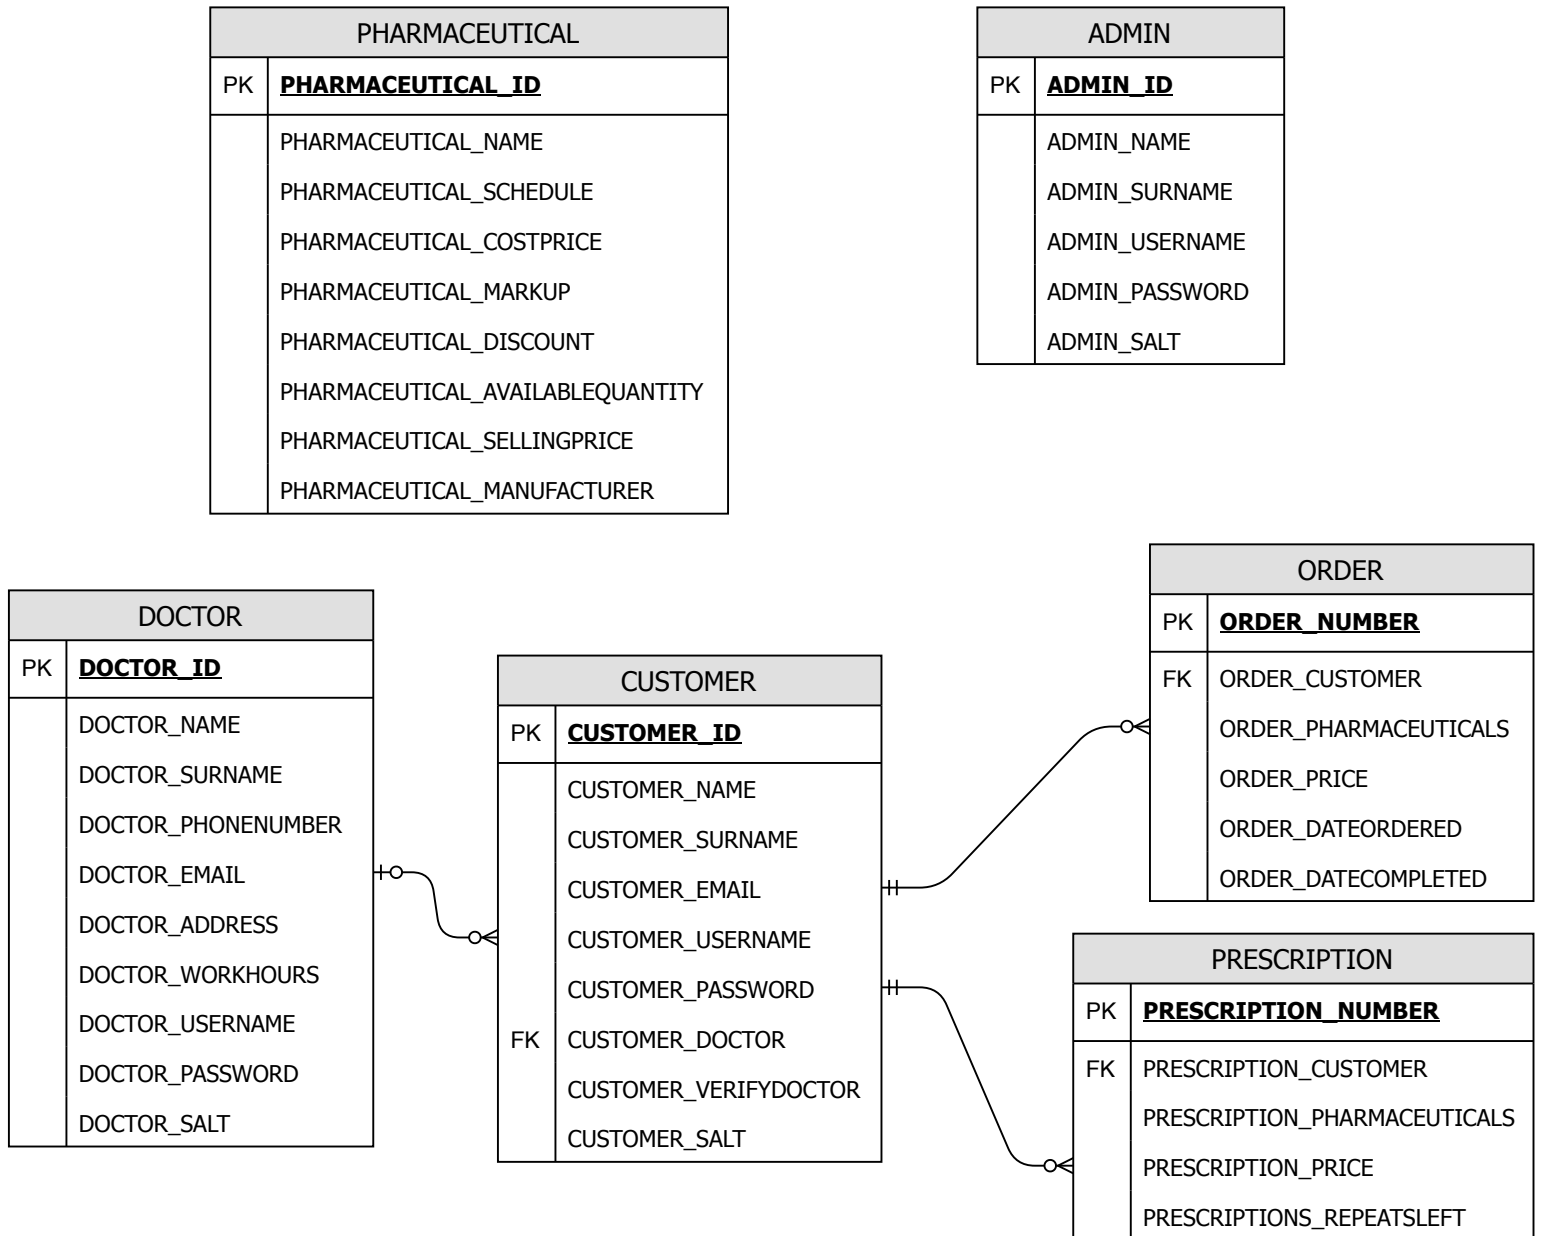 PHARMACEUTICAL
PK PHARMACEUTICAL_ID
PHARMACEUTICAL_NAME
PHARMACEUTICAL_SCHEDULE
PHARMACEUTICAL_COSTPRICE
PHARMACEUTICAL_MARKUP
PHARMACEUTICAL_DISCOUNT
PHARMACEUTICAL_AVAILABLEQUANTITY
PHARMACEUTICAL_SELLINGPRICE
PHARMACEUTICAL_MANUFACTURER
ADMIN
PK ADMIN_ID
ADMIN_NAME
ADMIN_SURNAME
ADMIN_USERNAME
ADMIN_PASSWORD
ADMIN_SALT
DOCTOR
PK DOCTOR_ID
DOCTOR_NAME
DOCTOR_SURNAME
DOCTOR_PHONENUMBER
DOCTOR_EMAIL
DOCTOR_ADDRESS
DOCTOR_WORKHOURS
DOCTOR_USERNAME
DOCTOR_PASSWORD
DOCTOR_SALT
CUSTOMER
PK CUSTOMER_ID
CUSTOMER_NAME
CUSTOMER_SURNAME
CUSTOMER_EMAIL
CUSTOMER_USERNAME
CUSTOMER_PASSWORD
FK CUSTOMER_DOCTOR
CUSTOMER_VERIFYDOCTOR
CUSTOMER_SALT
ORDER
PK ORDER_NUMBER
FK ORDER_CUSTOMER
ORDER_PHARMACEUTICALS
ORDER_PRICE
ORDER_DATEORDERED
ORDER_DATECOMPLETED
PRESCRIPTION
PK PRESCRIPTION_NUMBER
FK PRESCRIPTION_CUSTOMER
PRESCRIPTION_PHARMACEUTICALS
PRESCRIPTION_PRICE
PRESCRIPTIONS_REPEATSLEFT